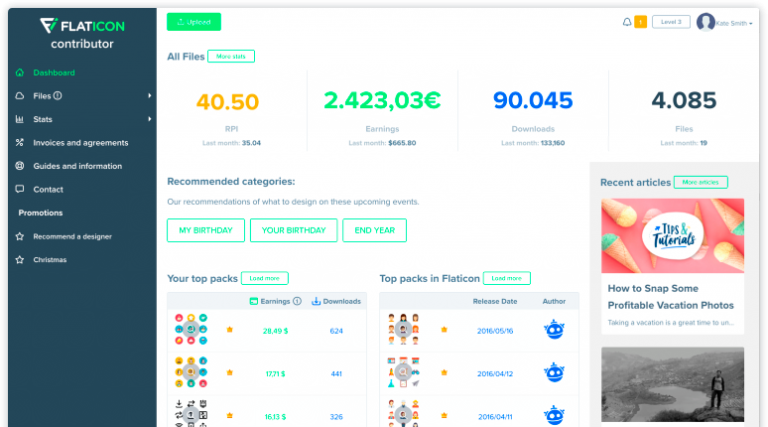 FLATICON
contributor
Dashboard
Files
Stats
Invoices and agreements
Guides and information
Contact
Promotions
Recommend a designer
Christmas
Upload
1
Level 3
Kate Smith
All Files
More stats
40.50
RPI
Last month: 35.04
2.423,03€
Earnings
Last month: $665.80
90.045
Downloads
Last month: 133,160
4.085
Files
Last month: 19
Recommended categories:
Our recommendations of what to design on these upcoming events.
MY BIRTHDAY
YOUR BIRTHDAY
END YEAR
Your top packs
Load more
Earnings
Downloads
28,49 $
624
17,71 $
441
16.13 $
326
Top packs in Flaticon
Load more
Release Date
Author
2016/05/16
2016/04/12
2016/04/11
Recent articles
More articles
TIPS &
Tutorials
How to Snap Some
Profitable Vacation Photos
Taking a vacation is a great time to un...